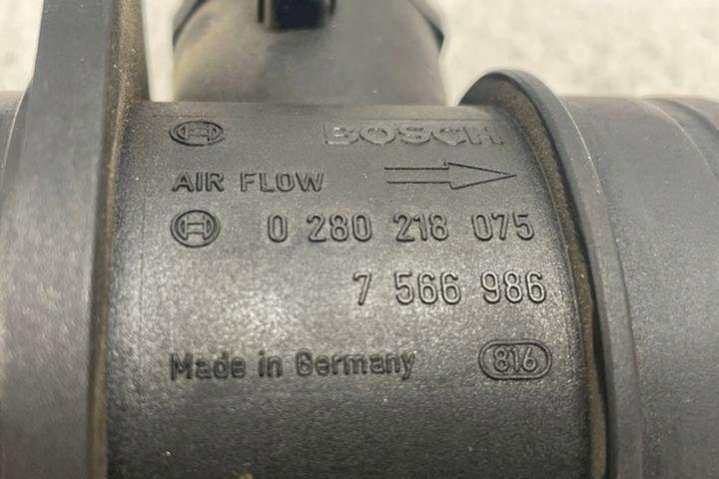 BOSCH
AIR FLOW
0 280 218 075
7 566 986
Made in Germany 816